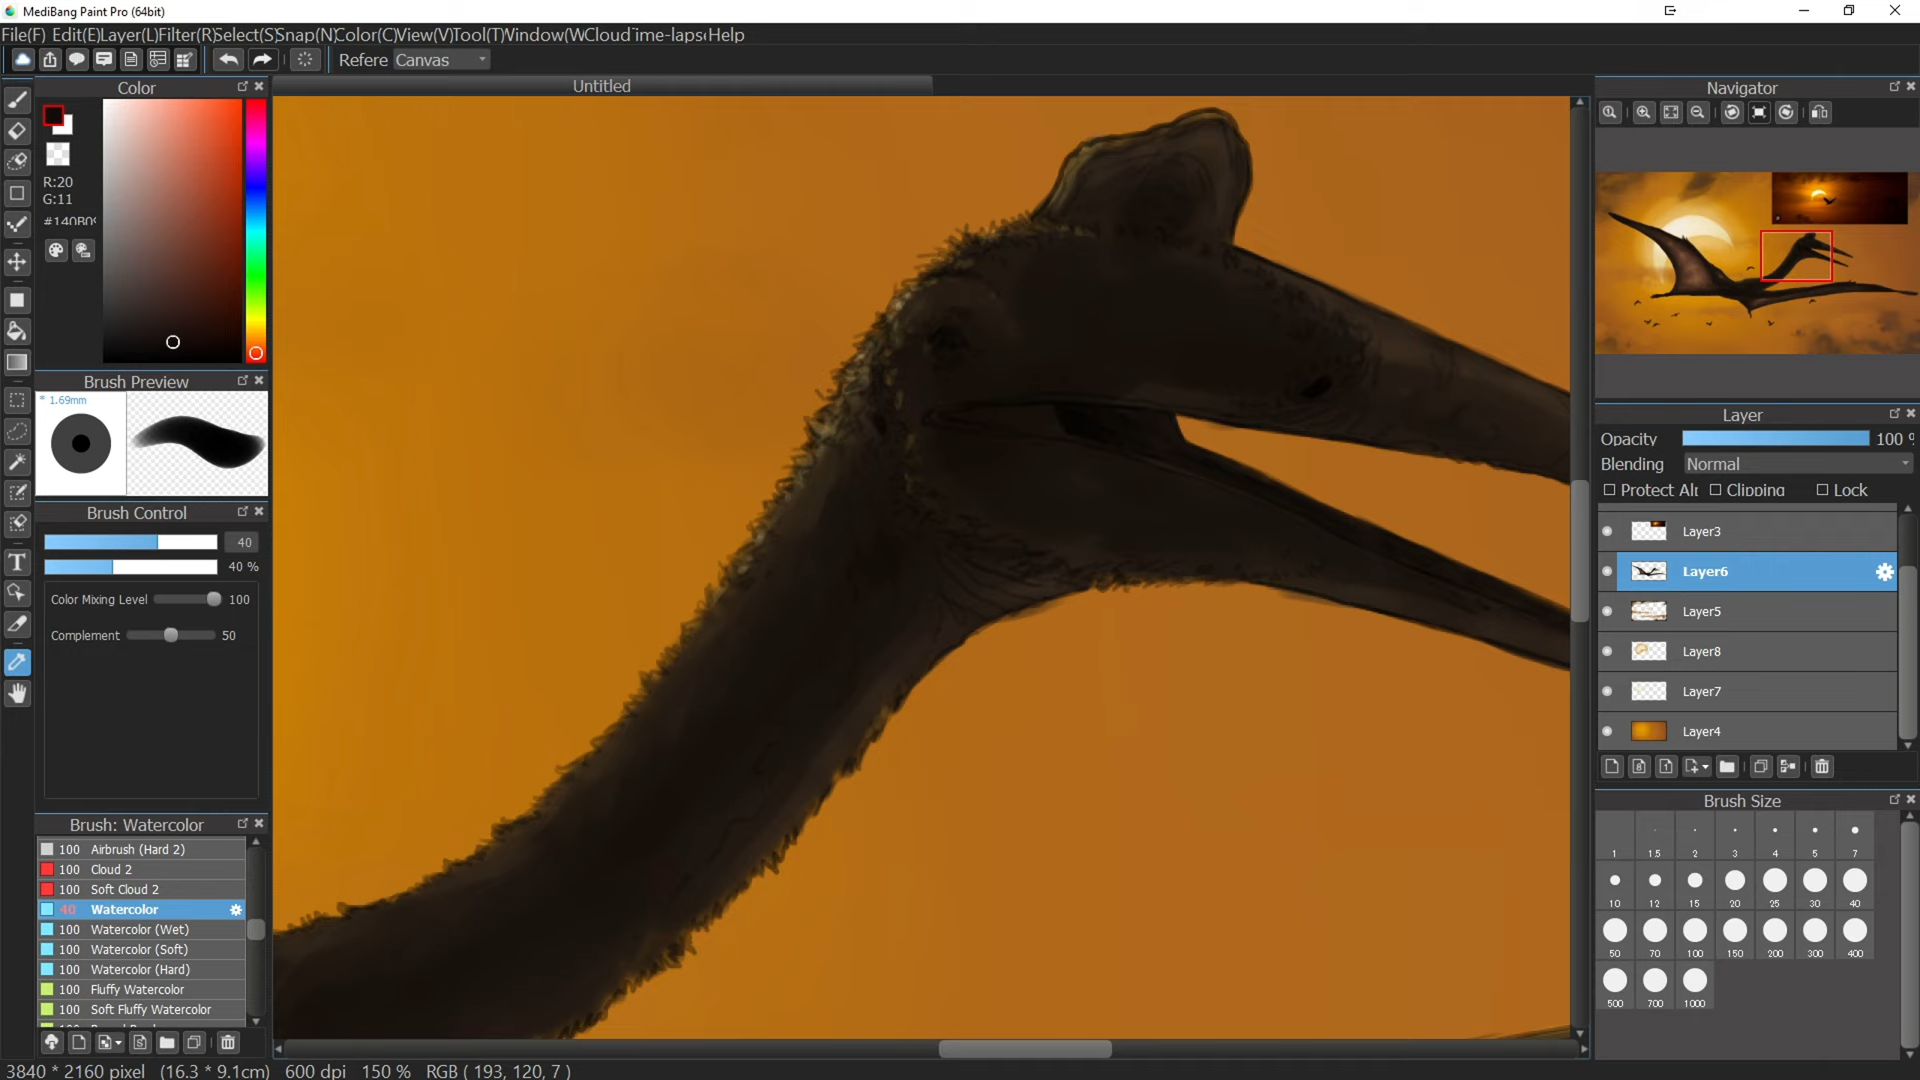 MediBang Paint Pro (64bit)
File(F) Edit(E)Layer(L)Filter(R)Select(S)Snap(N)Color(C)View(V)Tool(T)Window(W)Cloud Time-lapse Help
Refere Canvas
Color
Untitled
Navigator
R:20
G:11
#140B09
Brush Preview
* 1.69mm
Brush Control
40
40 %
Color Mixing Level 100
Complement 50
Brush: Watercolor
100 Airbrush (Hard 2)
100 Cloud 2
100 Soft Cloud 2
40 Watercolor
100 Watercolor (Wet)
100 Watercolor (Soft)
100 Watercolor (Hard)
100 Fluffy Watercolor
100 Soft Fluffy Watercolor
Layer
Opacity 100 %
Blending Normal
Protect Al Clipping Lock
Layer3
Layer6
Layer5
Layer8
Layer7
Layer4
Brush Size
1 1.5 2 3 4 5 7
10 12 15 20 25 30 40
50 70 100 150 200 300 400
500 700 1000
3840 * 2160 pixel (16.3 * 9.1cm) 600 dpi 150 % RGB ( 193, 120, 7 )